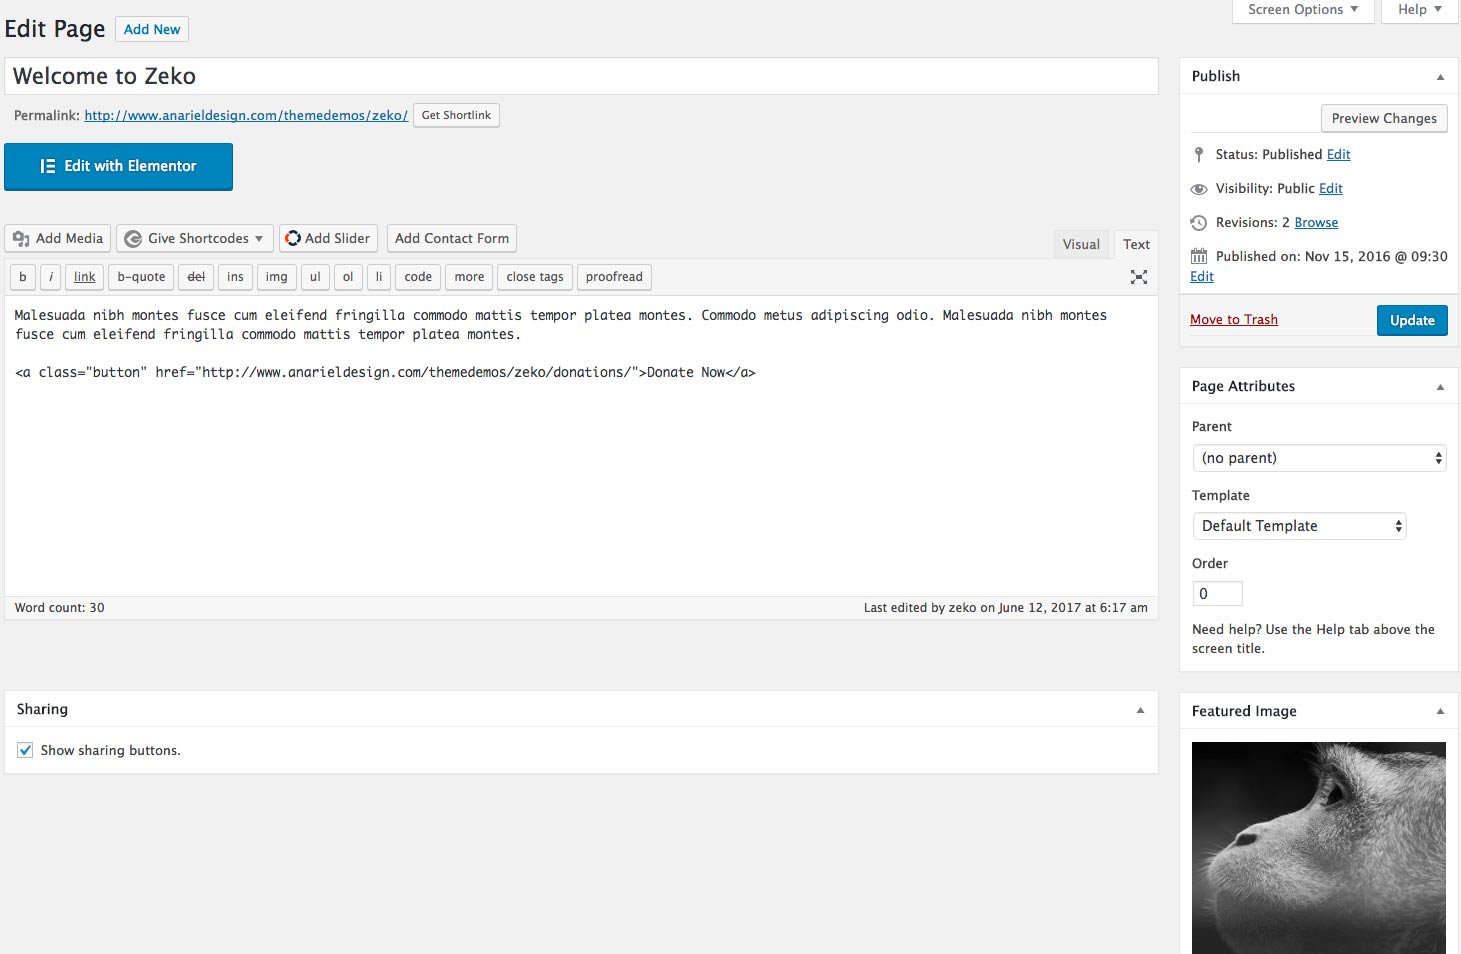 Screen Options
Help
Edit Page
Add New
Welcome to Zeko
Permalink: http://www.anarieldesign.com/themedemos/zeko/
Get Shortlink
Edit with Elementor
Add Media
Give Shortcodes
Add Slider
Add Contact Form
Visual
Text
b
i
link
b-quote
del
ins
img
ul
ol
li
code
more
close tags
proofread
Malesuada nibh montes fusce cum eleifend fringilla commodo mattis tempor platea montes. Commodo metus adipiscing odio. Malesuada nibh montes
fusce cum eleifend fringilla commodo mattis tempor platea montes.
<a class="button" href="http://www.anarieldesign.com/themedemos/zeko/donations/">Donate Now</a>
Word count: 30
Last edited by zeko on June 12, 2017 at 6:17 am
Sharing
Show sharing buttons.
Publish
Preview Changes
Status: Published Edit
Visibility: Public Edit
Revisions: 2 Browse
Published on: Nov 15, 2016 @ 09:30
Edit
Move to Trash
Update
Page Attributes
Parent
(no parent)
Template
Default Template
Order
0
Need help? Use the Help tab above the
screen title.
Featured Image